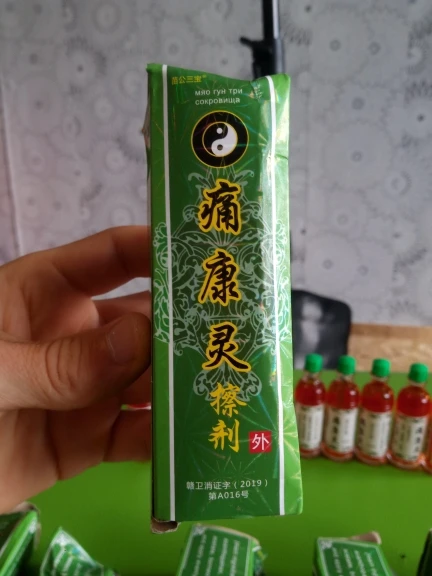 苗公三宝
мяо гун три
сокровища
痛康灵
擦剂
外
赣卫消证字（2019）
第A016号